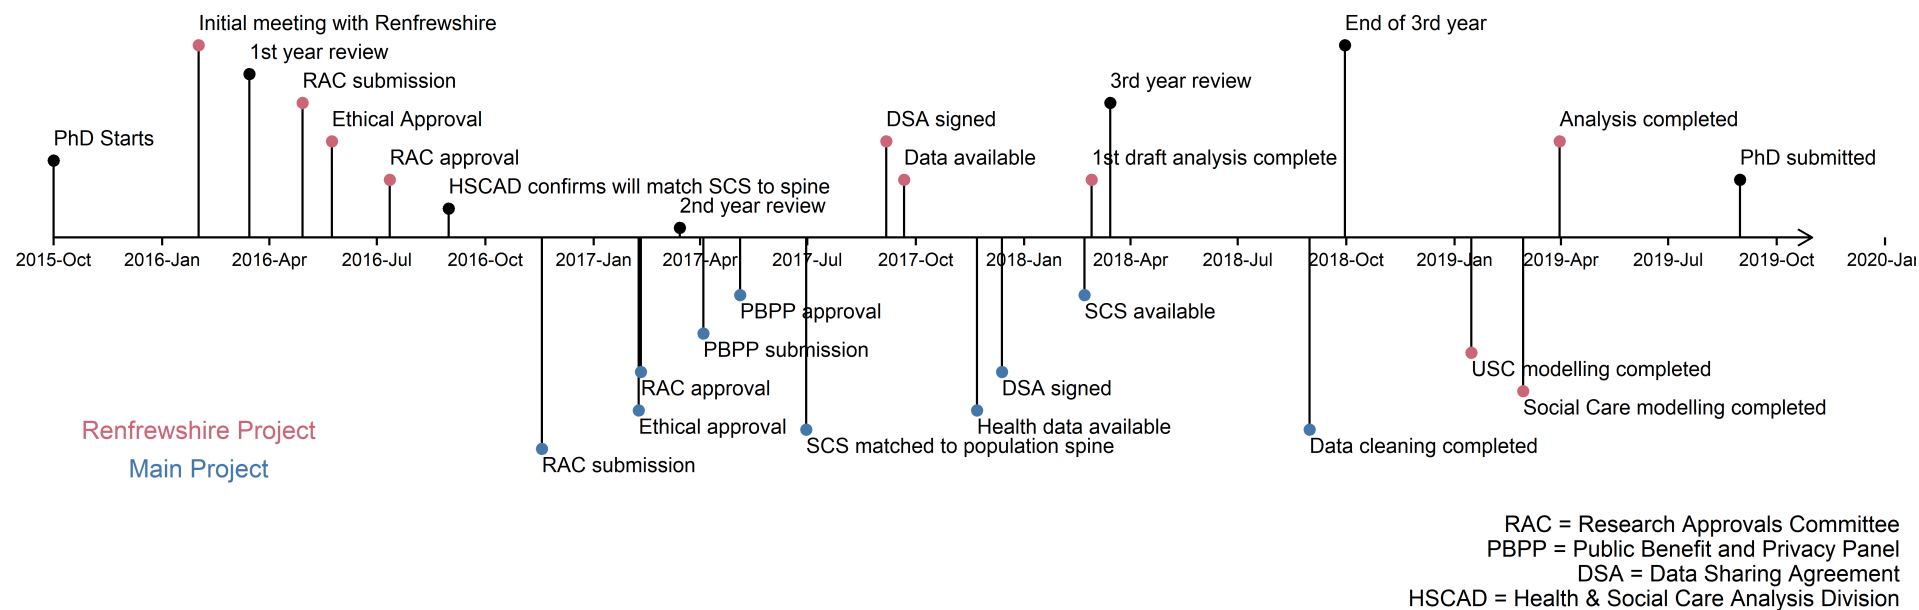 Initial meeting with Renfrewshire
End of 3rd year
1st year review
RAC submission
3rd year review
Ethical Approval
DSA signed
Analysis completed
PhD Starts
RAC approval
Data available
1st draft analysis complete
PhD submitted
HSCAD confirms will match SCS to spine
2nd year review
2015-Oct 2016-Jan 2016-Apr 2016-Jul 2016-Oct 2017-Jan 2017-Apr 2017-Jul 2017-Oct 2018-Jan 2018-Apr 2018-Jul 2018-Oct 2019-Jan 2019-Apr 2019-Jul 2019-Oct 2020-Jan
PBPP approval
SCS available
PBPP submission
USC modelling completed
RAC approval
DSA signed
Social Care modelling completed
Ethical approval
Health data available
SCS matched to population spine
Data cleaning completed
RAC submission
Renfrewshire Project
Main Project
RAC = Research Approvals Committee
PBPP = Public Benefit and Privacy Panel
DSA = Data Sharing Agreement
HSCAD = Health & Social Care Analysis Division